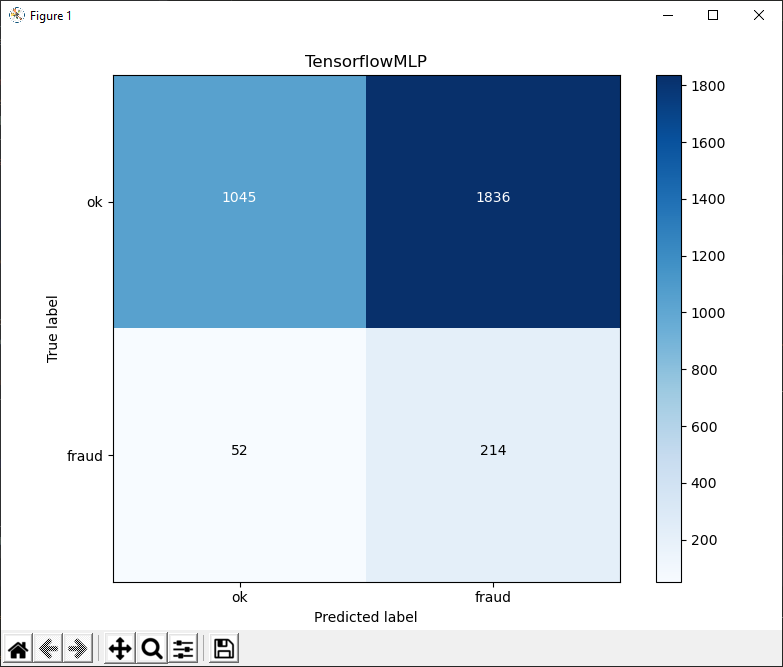 Figure 1
TensorflowMLP
ok
1045
1836
fraud
52
214
ok
fraud
True label
Predicted label
1800
1600
1400
1200
1000
800
600
400
200